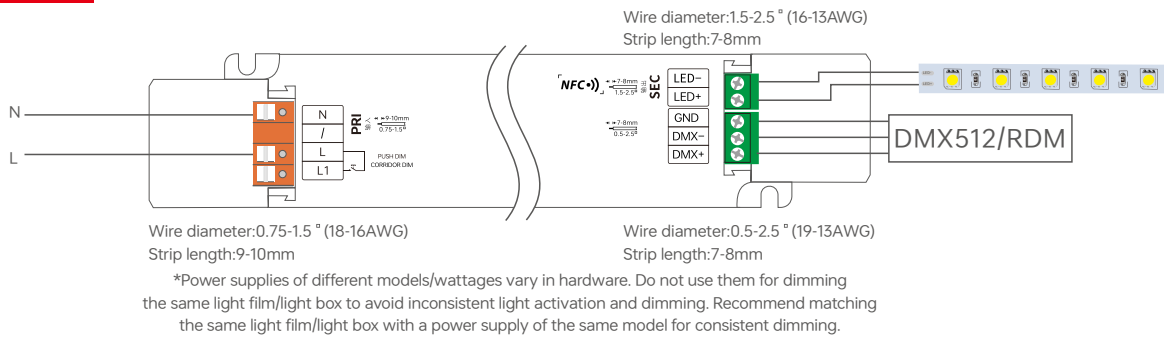 Wire diameter:1.5-2.5▫(16-13AWG)
Strip length:7-8mm
N
L
N
/
L
L1
PRI
输入
9-10mm
0.75-1.5▫
PUSH DIM
CORRIDOR DIM
NFC
7-8mm
1.5-2.5▫
SEC
LED-
LED+
7-8mm
0.5-2.5▫
GND
DMX-
DMX+
DMX512/RDM
Wire diameter:0.75-1.5▫(18-16AWG)
Strip length:9-10mm
Wire diameter:0.5-2.5▫(19-13AWG)
Strip length:7-8mm
*Power supplies of different models/wattages vary in hardware. Do not use them for dimming
the same light film/light box to avoid inconsistent light activation and dimming. Recommend matching
the same light film/light box with a power supply of the same model for consistent dimming.